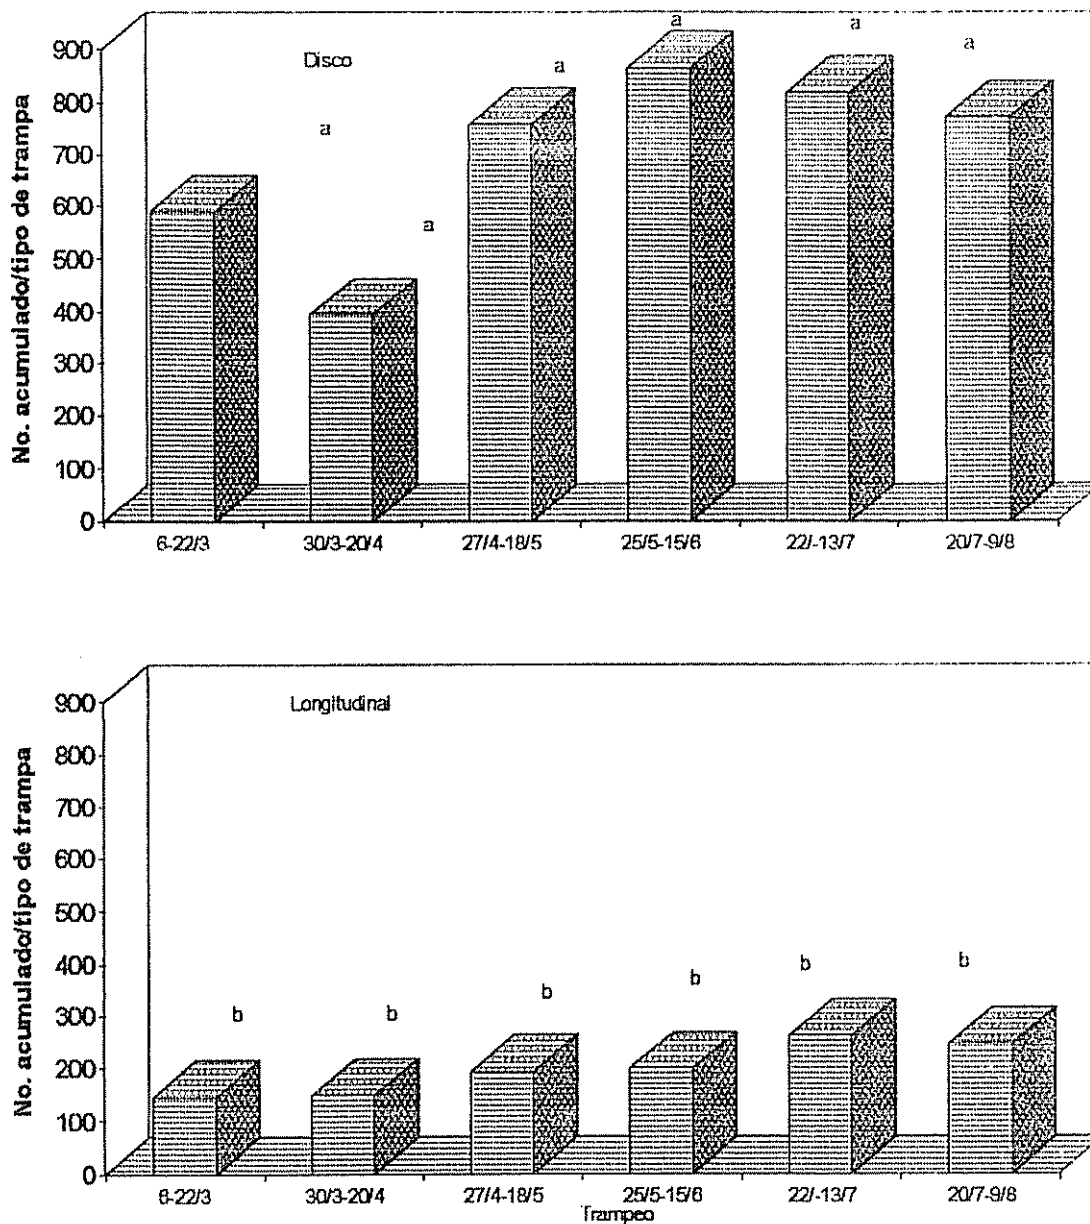 Disco
No. acumulado/tipo de trampa
900
800
700
600
500
400
300
200
100
0
a
a
a
a
a
a
6-22/3 30/3-20/4 27/4-18/5 25/5-15/6 22/-13/7 20/7-9/8
Longitudinal
No. acumulado/tipo de trampa
900
800
700
600
500
400
300
200
100
0
b b b b b b
6-22/3 30/3-20/4 27/4-18/5 25/5-15/6 22/-13/7 20/7-9/8
Trampeo